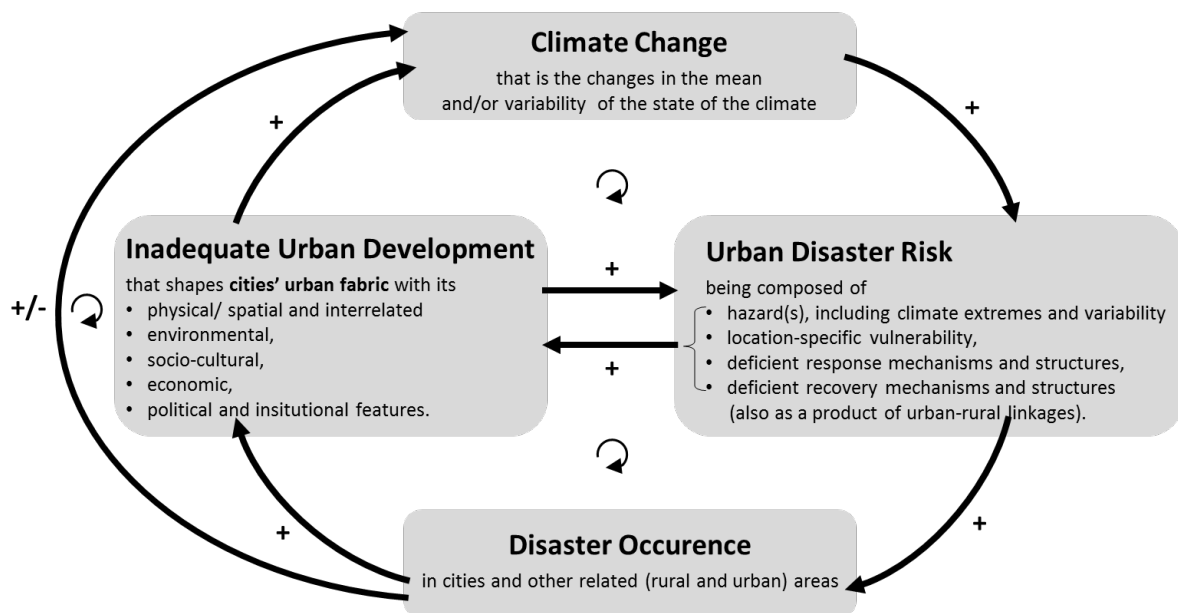 Climate Change
that is the changes in the mean
and/or variability of the state of the climate
+
+
Inadequate Urban Development
that shapes cities’ urban fabric with its
• physical/ spatial and interrelated
• environmental,
• socio-cultural,
• economic,
• political and insitutional features.
+
+
Urban Disaster Risk
being composed of
• hazard(s), including climate extremes and variability
• location-specific vulnerability,
• deficient response mechanisms and structures,
• deficient recovery mechanisms and structures
(also as a product of urban-rural linkages).
+/-
+
+
Disaster Occurence
in cities and other related (rural and urban) areas